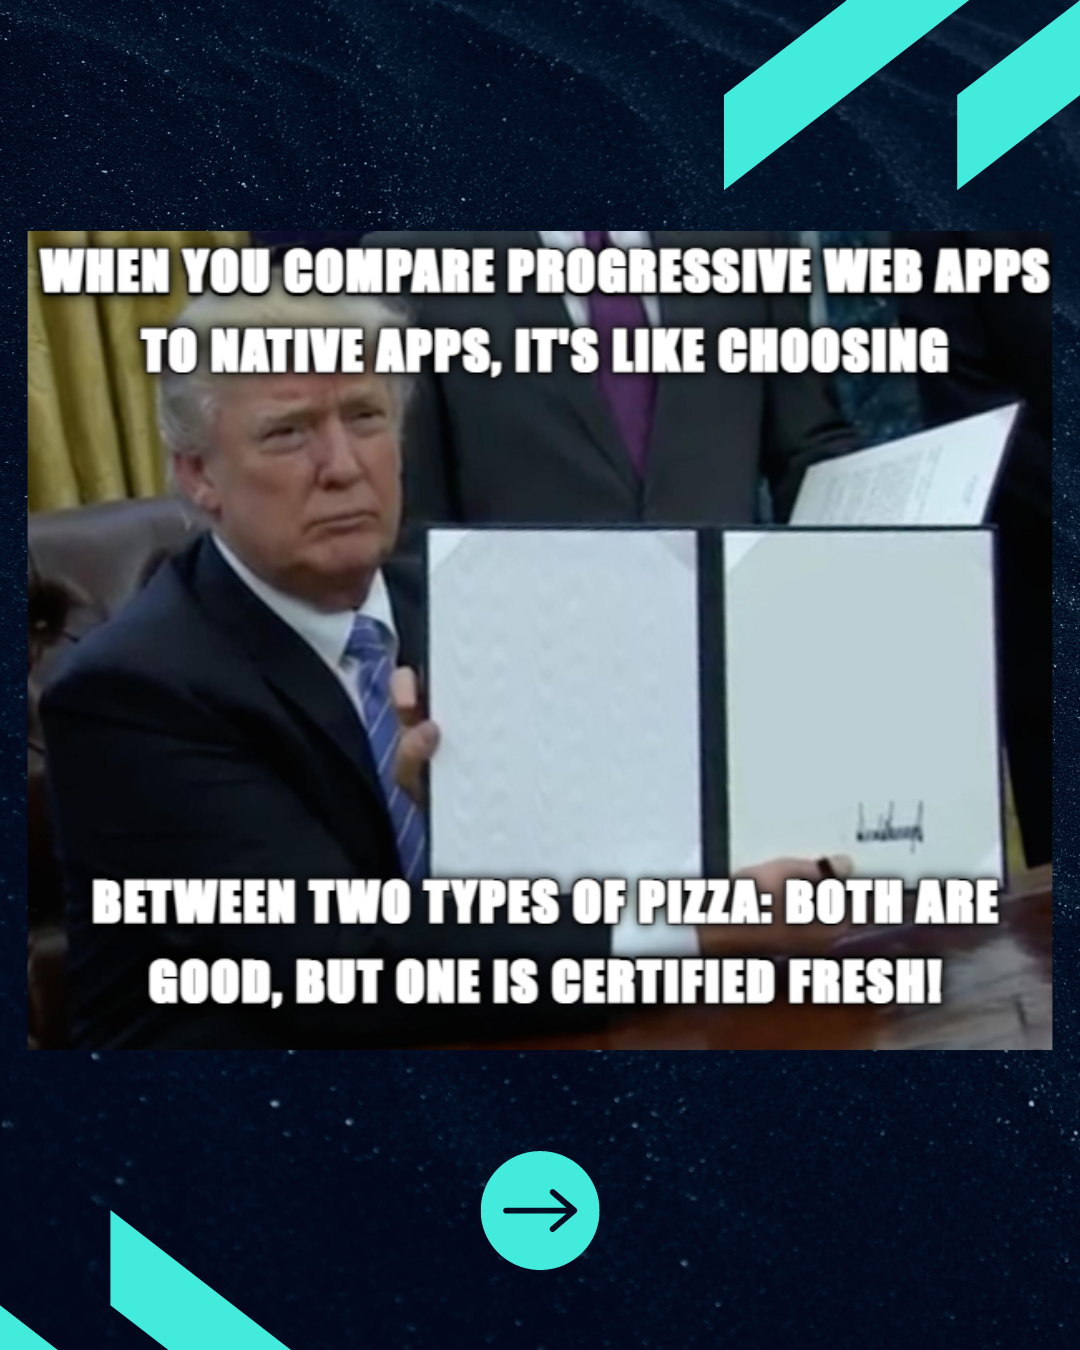 WHEN YOU COMPARE PROGRESSIVE WEB APPS
TO NATIVE APPS, IT'S LIKE CHOOSING
BETWEEN TWO TYPES OF PIZZA: BOTH ARE
GOOD, BUT ONE IS CERTIFIED FRESH!